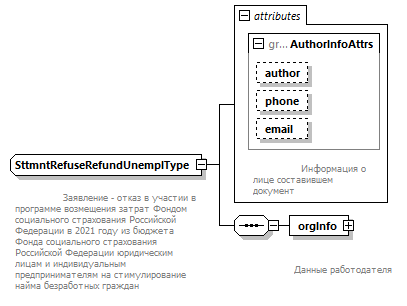 attributes
gr... AuthorInfoAttrs
author
phone
email
Информация о
лице составившем
документ
SttmntRefuseRefundUnemplType
Заявление - отказ в участии в
программе возмещения затрат Фондом
социального страхования Российской
Федерации в 2021 году из бюджета
Фонда социального страхования
Российской Федерации юридическим
лицам и индивидуальным
предпринимателям на стимулирование
найма безработных граждан
orgInfo
Данные работодателя